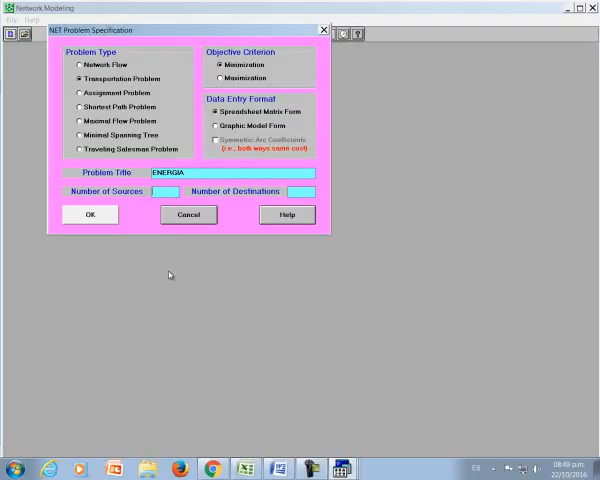 Network Modeling
File Help
NET Problem Specification
Problem Type
Network Flow
Transportation Problem
Assignment Problem
Shortest Path Problem
Maximal Flow Problem
Minimal Spanning Tree
Traveling Salesman Problem
Objective Criterion
Minimization
Maximization
Data Entry Format
Spreadsheet Matrix Form
Graphic Model Form
Symmetric Arc Coefficients
(i.e., both ways same cost)
Problem Title ENERGIA
Number of Sources Number of Destinations
OK Cancel Help
ES 08:49 p.m.
22/10/2016